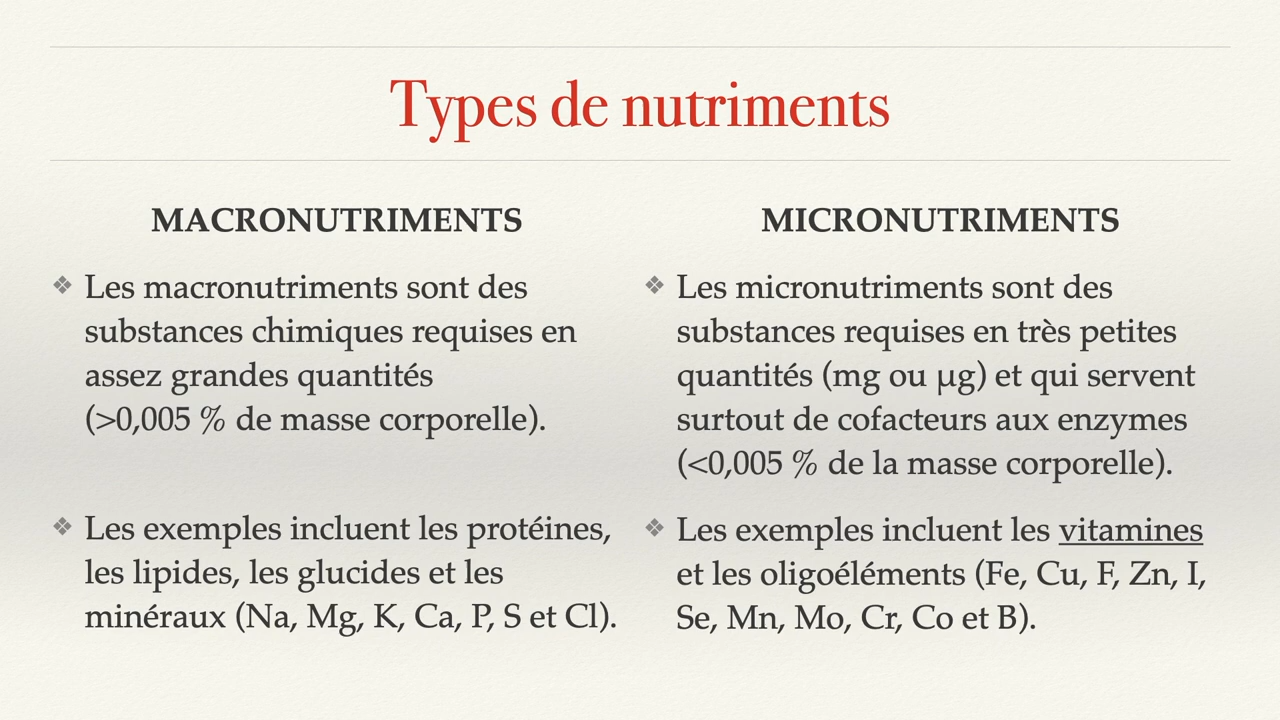 Types de nutriments
MACRONUTRIMENTS
❖ Les macronutriments sont des
substances chimiques requises en
assez grandes quantités
(>0,005 % de masse corporelle).
❖ Les exemples incluent les protéines,
les lipides, les glucides et les
minéraux (Na, Mg, K, Ca, P, S et Cl).
MICRONUTRIMENTS
❖ Les micronutriments sont des
substances requises en très petites
quantités (mg ou µg) et qui servent
surtout de cofacteurs aux enzymes
(<0,005 % de la masse corporelle).
❖ Les exemples incluent les vitamines
et les oligoéléments (Fe, Cu, F, Zn, I,
Se, Mn, Mo, Cr, Co et B).